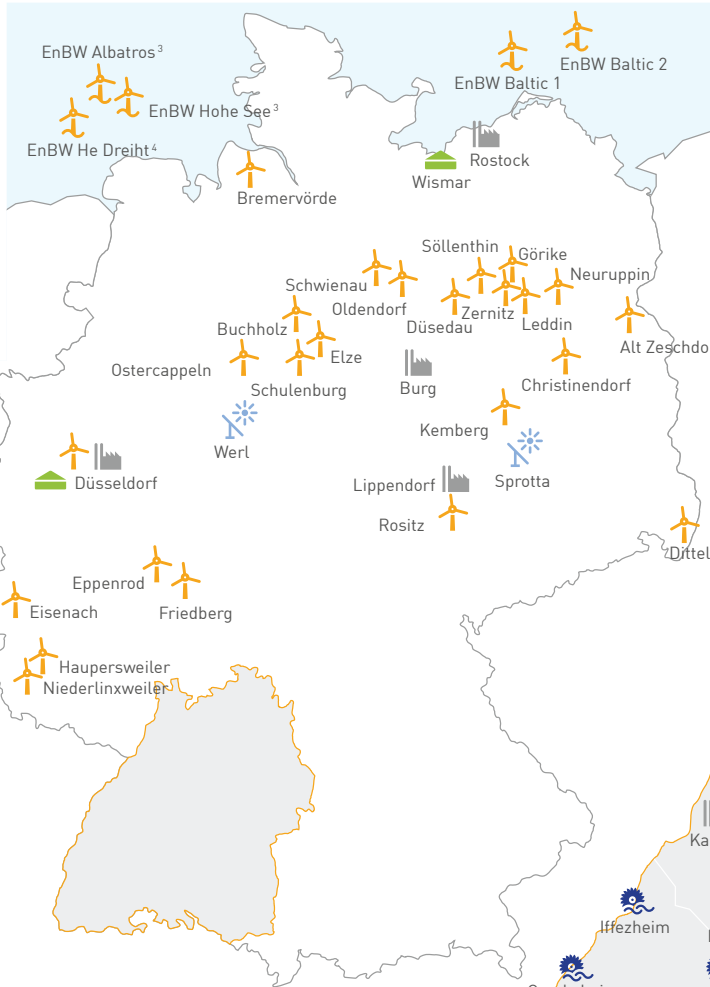 EnBW Albatros³
EnBW Baltic 2
EnBW Baltic 1
EnBW Hohe See³
EnBW He Dreiht⁴
Rostock
Wismar
Bremervörde
Söllenthin
Görike
Neuruppin
Schwienau
Oldendorf
Zernitz
Leddin
Düsedau
Buchholz
Alt Zeschdo
Elze
Ostercappeln
Schulenburg
Burg
Christinendorf
Kemberg
Werl
Düsseldorf
Lippendorf
Sprotta
Rositz
Dittel
Eppenrod
Eisenach
Friedberg
Haupersweiler
Niederlinxweiler
Ka
Iffezheim